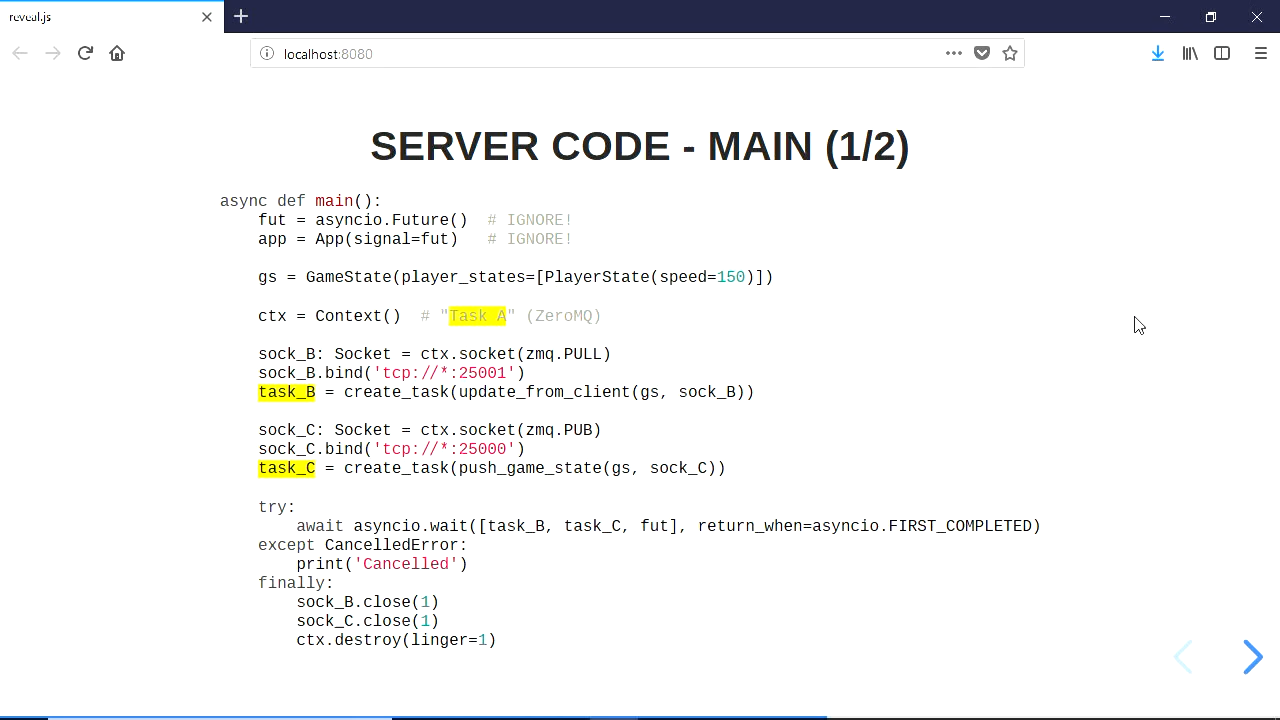 reveal.js
localhost:8080
SERVER CODE - MAIN (1/2)
async def main():
    fut = asyncio.Future()  # IGNORE!
    app = App(signal=fut)   # IGNORE!
    gs = GameState(player_states=[PlayerState(speed=150)])
    ctx = Context()  # "Task A" (ZeroMQ)
    sock_B: Socket = ctx.socket(zmq.PULL)
    sock_B.bind('tcp://*:25001')
    task_B = create_task(update_from_client(gs, sock_B))
    sock_C: Socket = ctx.socket(zmq.PUB)
    sock_C.bind('tcp://*:25000')
    task_C = create_task(push_game_state(gs, sock_C))
    try:
        await asyncio.wait([task_B, task_C, fut], return_when=asyncio.FIRST_COMPLETED)
    except CancelledError:
        print('Cancelled')
    finally:
        sock_B.close(1)
        sock_C.close(1)
        ctx.destroy(linger=1)